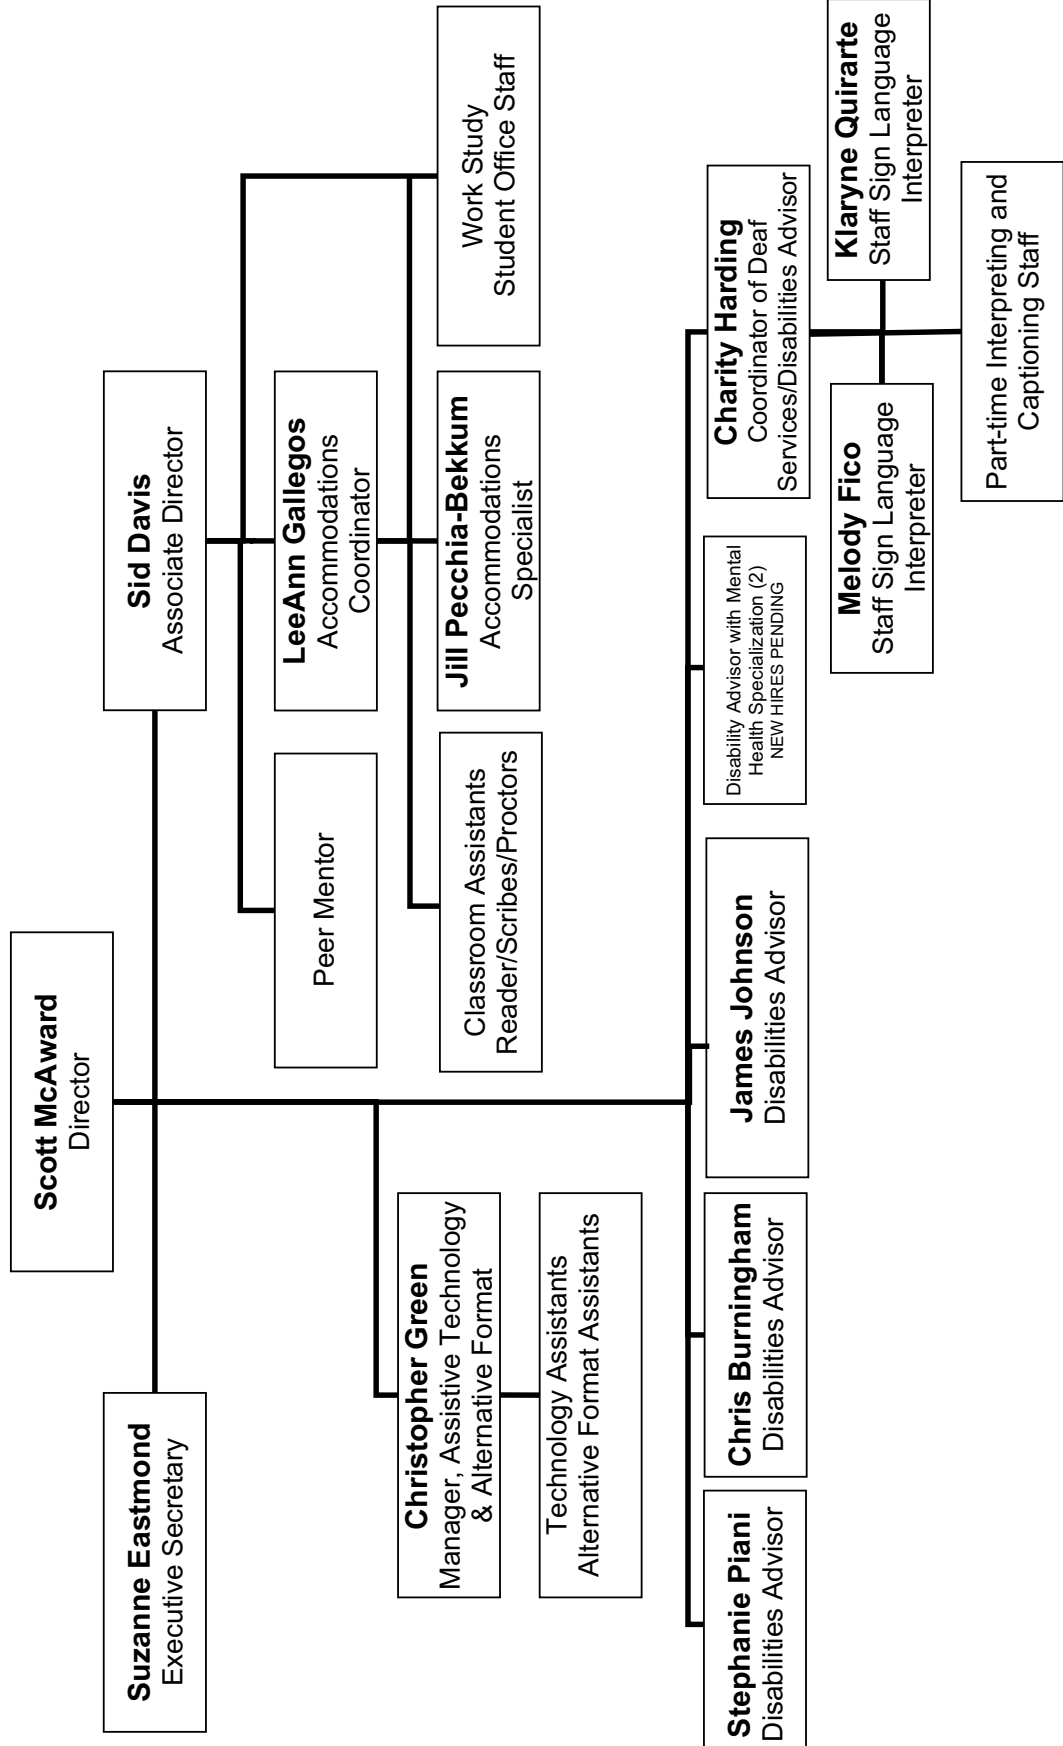 Scott McAward
Director
Suzanne Eastmond
Executive Secretary
Sid Davis
Associate Director
Peer Mentor
LeeAnn Gallegos
Accommodations
Coordinator
Christopher Green
Manager, Assistive Technology
& Alternative Format
Classroom Assistants
Reader/Scribes/Proctors
Jill Pecchia-Bekkum
Accommodations
Specialist
Work Study
Student Office Staff
Technology Assistants
Alternative Format Assistants
Stephanie Piani
Disabilities Advisor
Chris Burningham
Disabilities Advisor
James Johnson
Disabilities Advisor
Disability Advisor with Mental
Health Specialization (2)
NEW HIRES PENDING
Charity Harding
Coordinator of Deaf
Services/Disabilities Advisor
Melody Fico
Staff Sign Language
Interpreter
Klaryne Quirarte
Staff Sign Language
Interpreter
Part-time Interpreting and
Captioning Staff